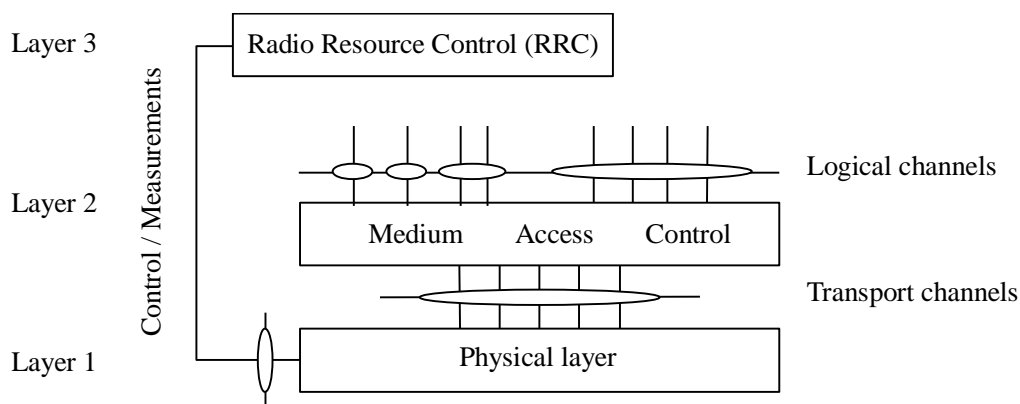 Layer 3
Radio Resource Control (RRC)
Control / Measurements
Logical channels
Layer 2
Medium Access Control
Transport channels
Layer 1
Physical layer